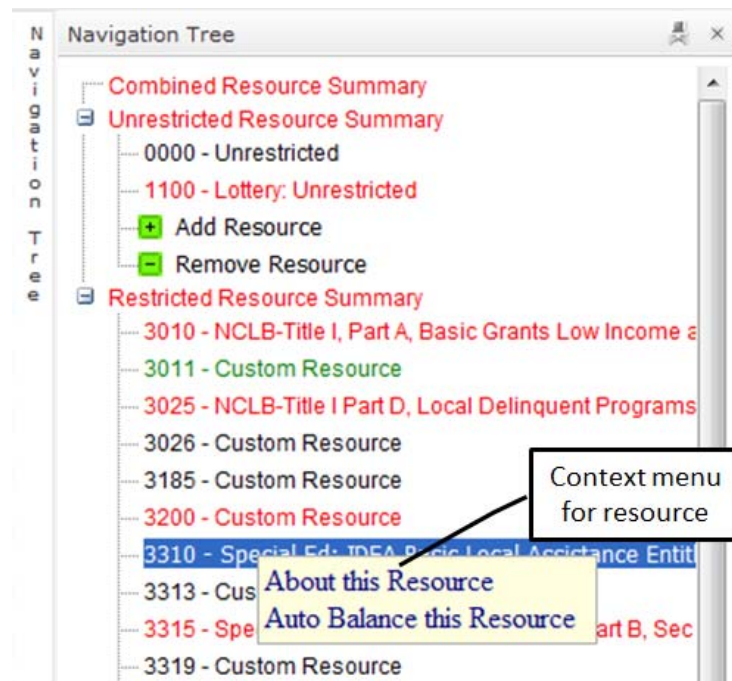 Navigation Tree
Navigation Tree
Combined Resource Summary
Unrestricted Resource Summary
0000 - Unrestricted
1100 - Lottery: Unrestricted
Add Resource
Remove Resource
Restricted Resource Summary
3010 - NCLB-Title I, Part A, Basic Grants Low Income a
3011 - Custom Resource
3025 - NCLB-Title I Part D, Local Delinquent Programs
3026 - Custom Resource
3185 - Custom Resource
Context menu
for resource
3200 - Custom Resource
3310 - Special Ed: IDEA Basic Local Assistance Entitl
About this Resource
3313 - Cus
Auto Balance this Resource
3315 - Spe art B, Sec
3319 - Custom Resource